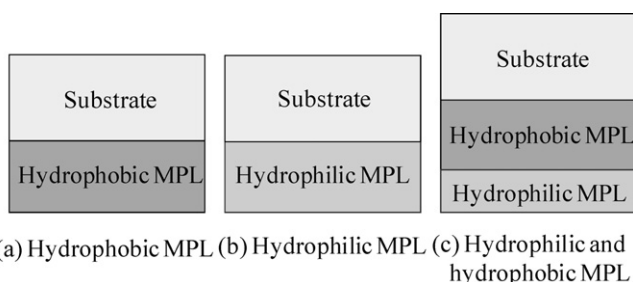 Substrate
Hydrophobic MPL
Substrate
Hydrophilic MPL
Substrate
Hydrophobic MPL
Hydrophilic MPL
(a) Hydrophobic MPL
(b) Hydrophilic MPL
(c) Hydrophilic and
hydrophobic MPL